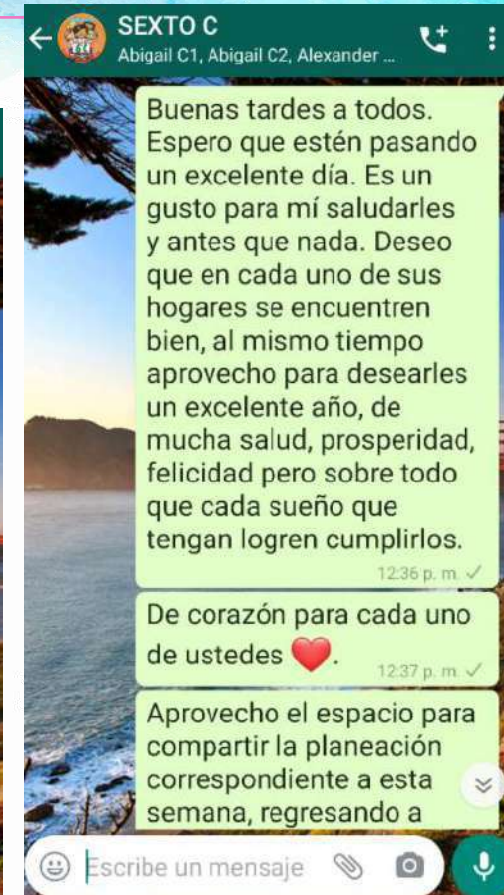 SEXTO C
Abigail C1, Abigail C2, Alexander ...
Buenas tardes a todos.
Espero que estén pasando
un excelente día. Es un
gusto para mí saludarles
y antes que nada. Deseo
que en cada uno de sus
hogares se encuentren
bien, al mismo tiempo
aprovecho para desearles
un excelente año, de
mucha salud, prosperidad,
felicidad pero sobre todo
que cada sueño que
tengan logren cumplirlos.
12:36 p. m.
De corazón para cada uno
de ustedes ❤️.
12:37 p. m.
Aprovecho el espacio para
compartir la planeación
correspondiente a esta
semana, regresando a
Escribe un mensaje